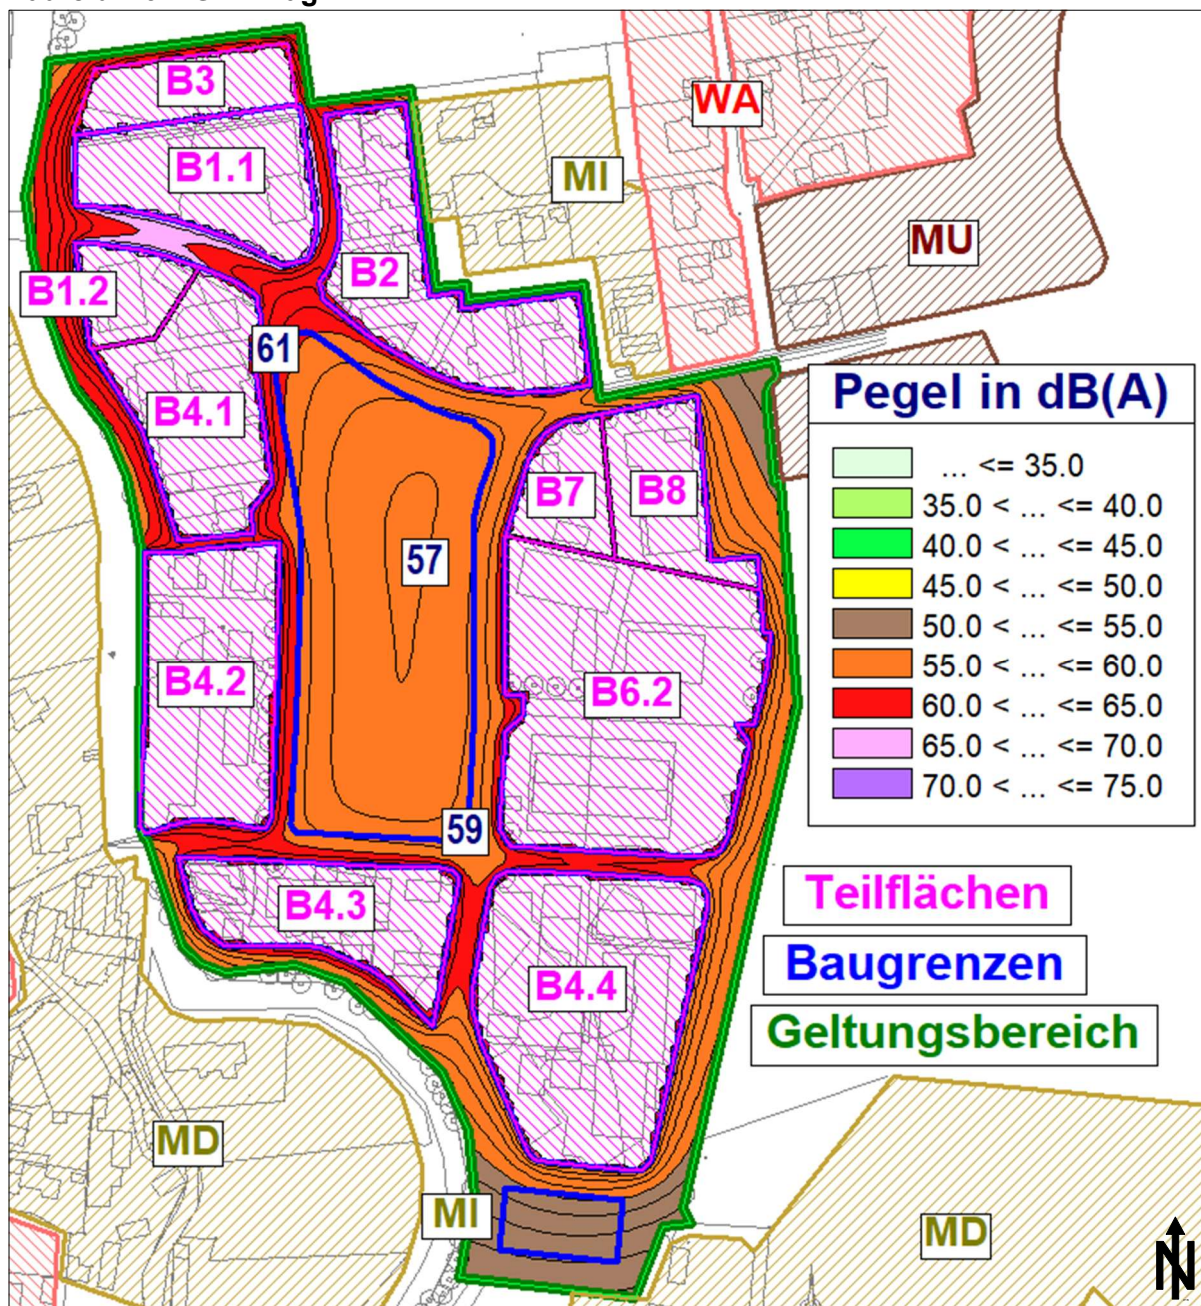 B3
WA
B1.1
MI
MU
B2
B1.2
61
Pegel in dB(A)
B4.1
... <= 35.0
35.0 < ... <= 40.0
40.0 < ... <= 45.0
45.0 < ... <= 50.0
50.0 < ... <= 55.0
55.0 < ... <= 60.0
60.0 < ... <= 65.0
65.0 < ... <= 70.0
70.0 < ... <= 75.0
B7
B8
57
B4.2
B6.2
59
B4.3
Teilflächen
B4.4
Baugrenzen
Geltungsbereich
MD
MI
MD
N